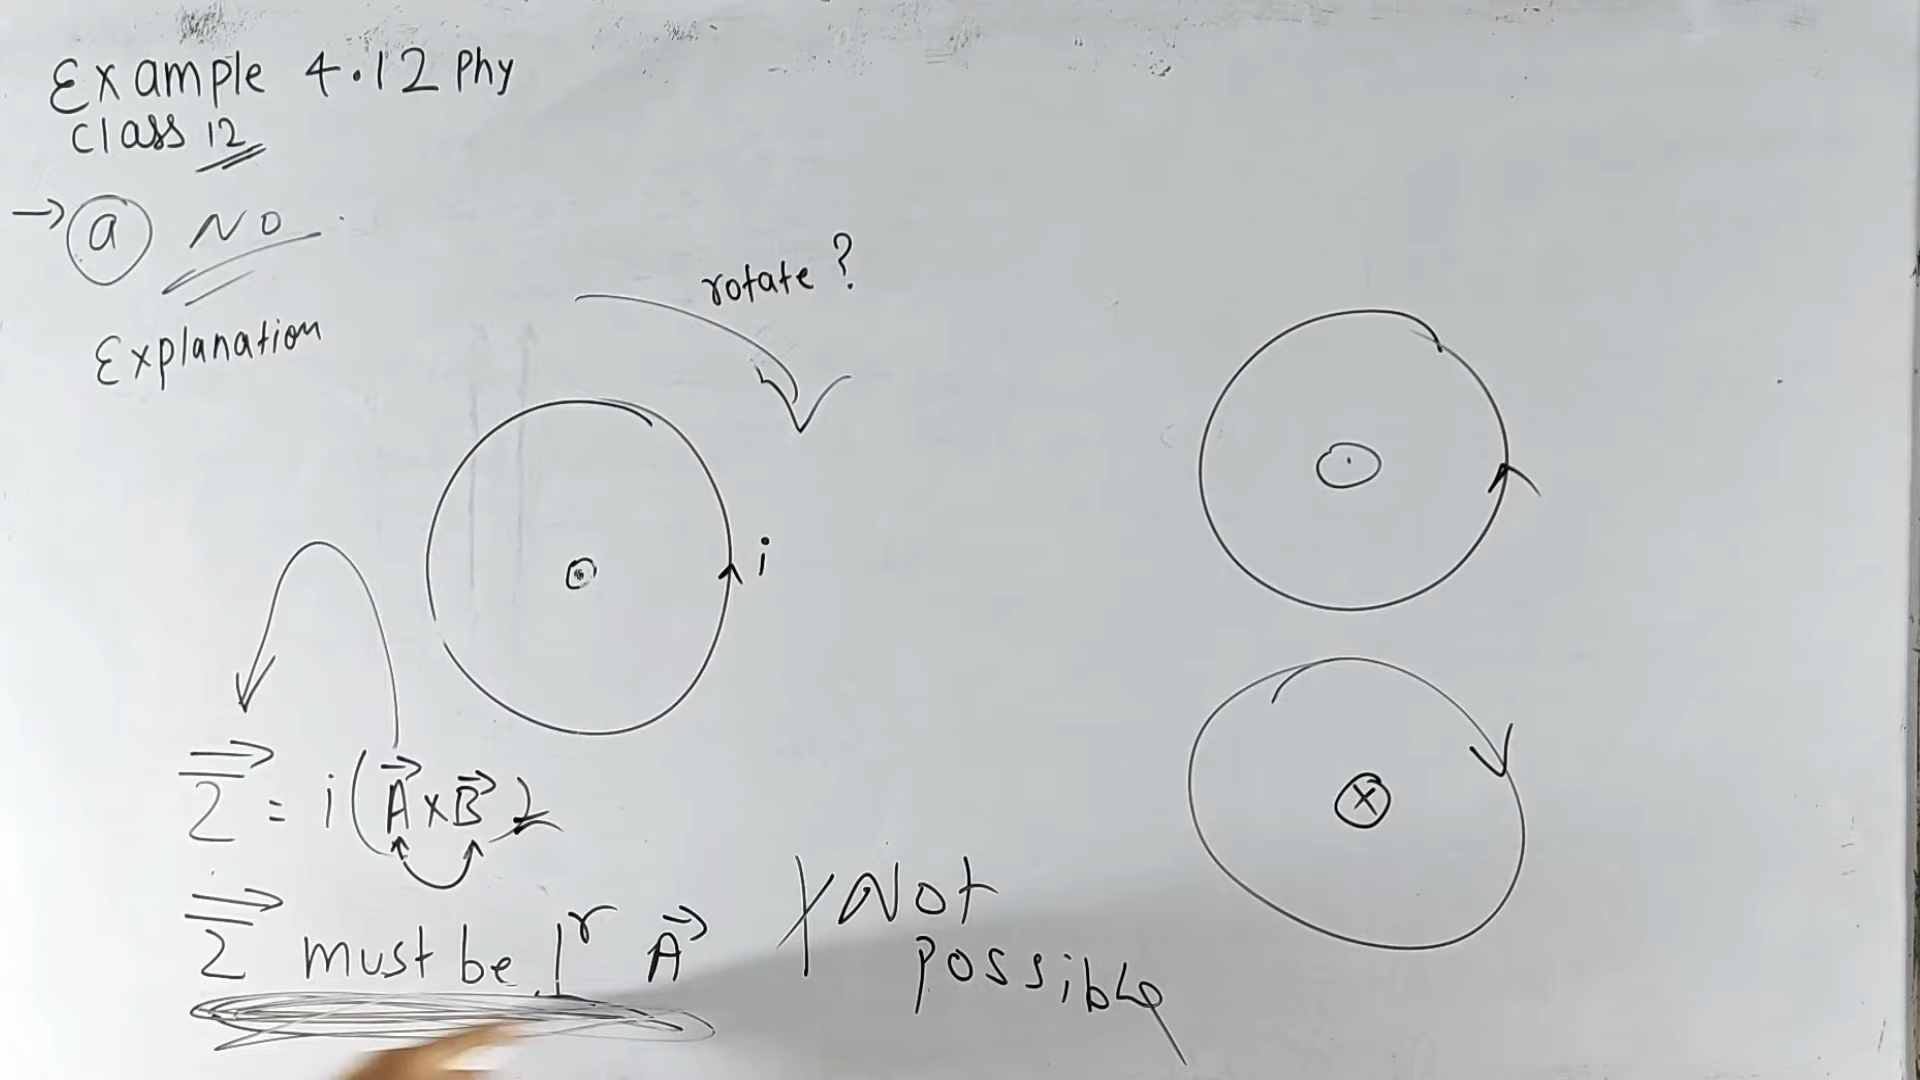 Example 4.12 Phy
Class 12
→ (a) NO
Explanation
rotate ?
i
τ⃗ = i(A⃗ x B⃗)
τ⃗ must be ⊥r A⃗
Not
possible